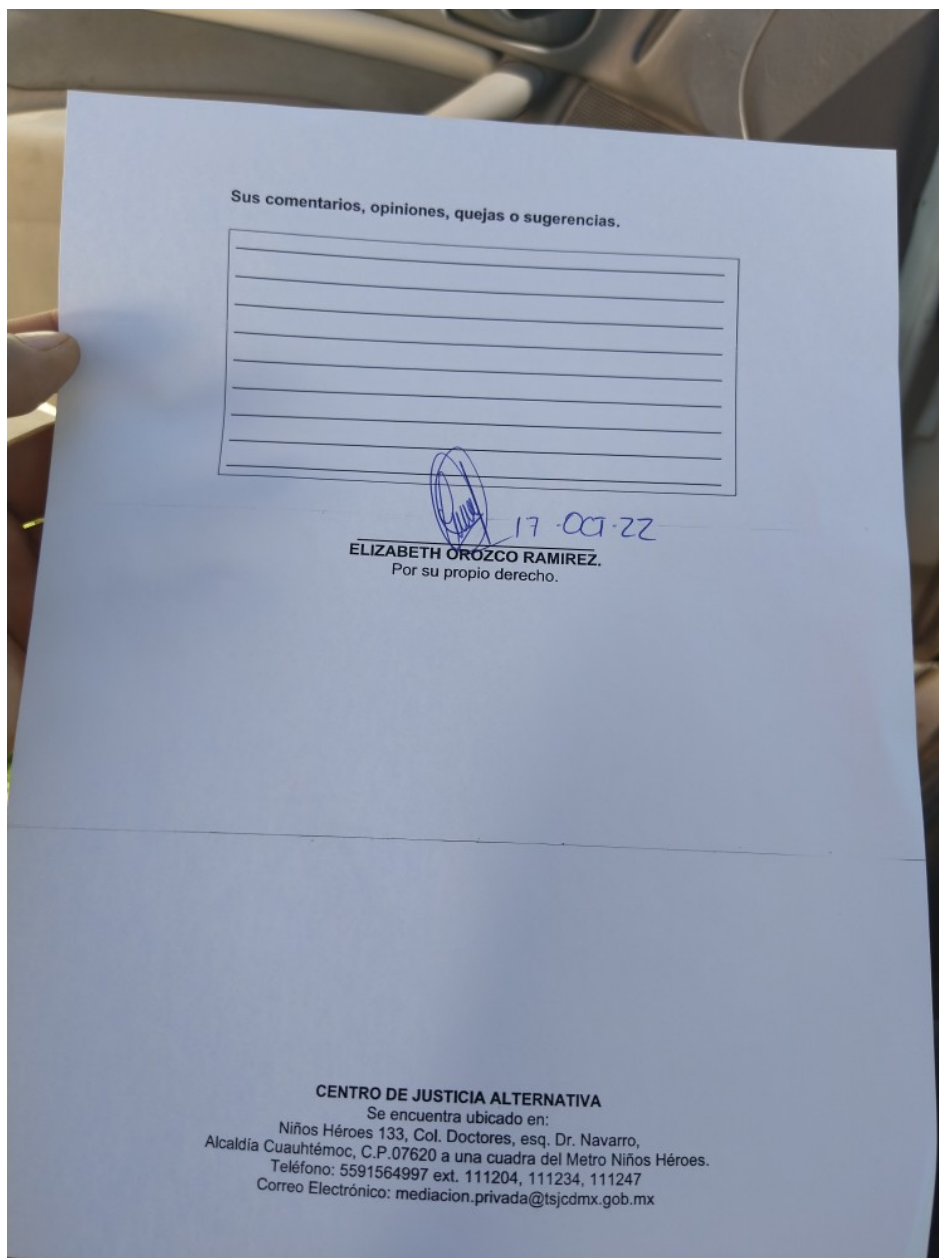 Sus comentarios, opiniones, quejas o sugerencias.
17 · OCT · 22
ELIZABETH OROZCO RAMIREZ.
Por su propio derecho.
CENTRO DE JUSTICIA ALTERNATIVA
Se encuentra ubicado en:
Niños Héroes 133, Col. Doctores, esq. Dr. Navarro,
Alcaldía Cuauhtémoc, C.P.07620 a una cuadra del Metro Niños Héroes.
Teléfono: 5591564997 ext. 111204, 111234, 111247
Correo Electrónico: mediacion.privada@tsjcdmx.gob.mx